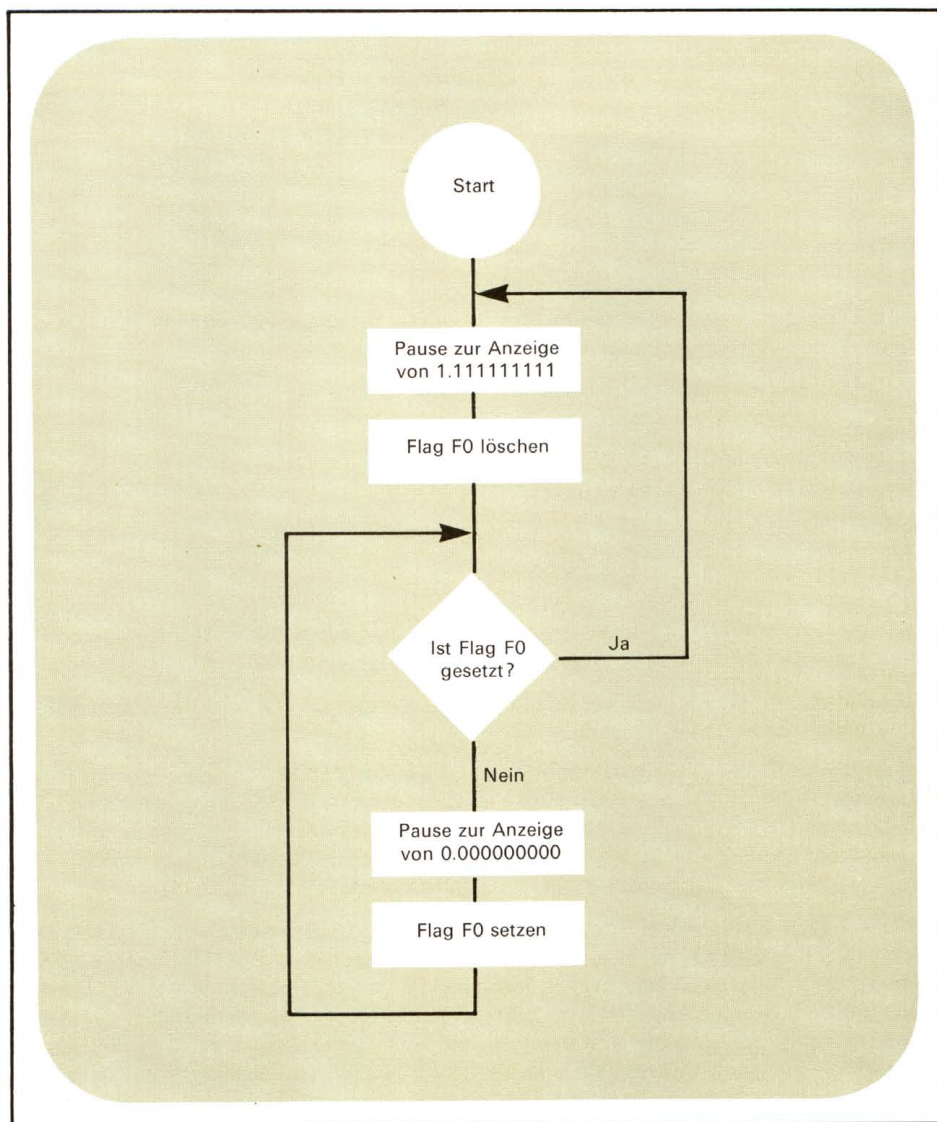 Start
Pause zur Anzeige
von 1.111111111
Flag F0 löschen
Ist Flag F0
gesetzt?
Ja
Nein
Pause zur Anzeige
von 0.000000000
Flag F0 setzen